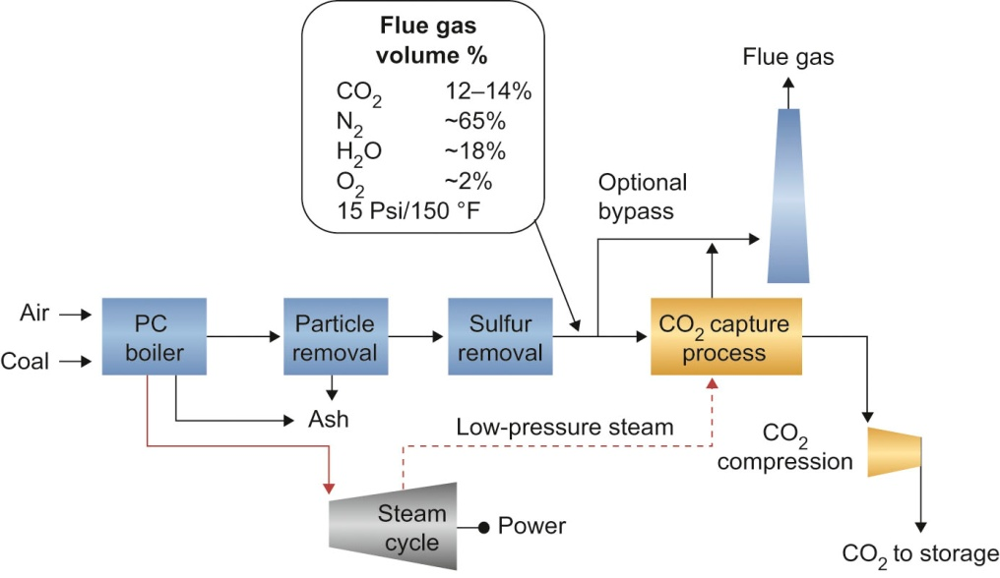 Flue gas
volume %
CO2 12–14%
N2 ~65%
H2O ~18%
O2 ~2%
15 Psi/150 °F
Flue gas
Optional
bypass
Air
Coal
PC
boiler
Particle
removal
Sulfur
removal
CO2 capture
process
Ash
Low-pressure steam
CO2
compression
Steam
cycle
Power
CO2 to storage